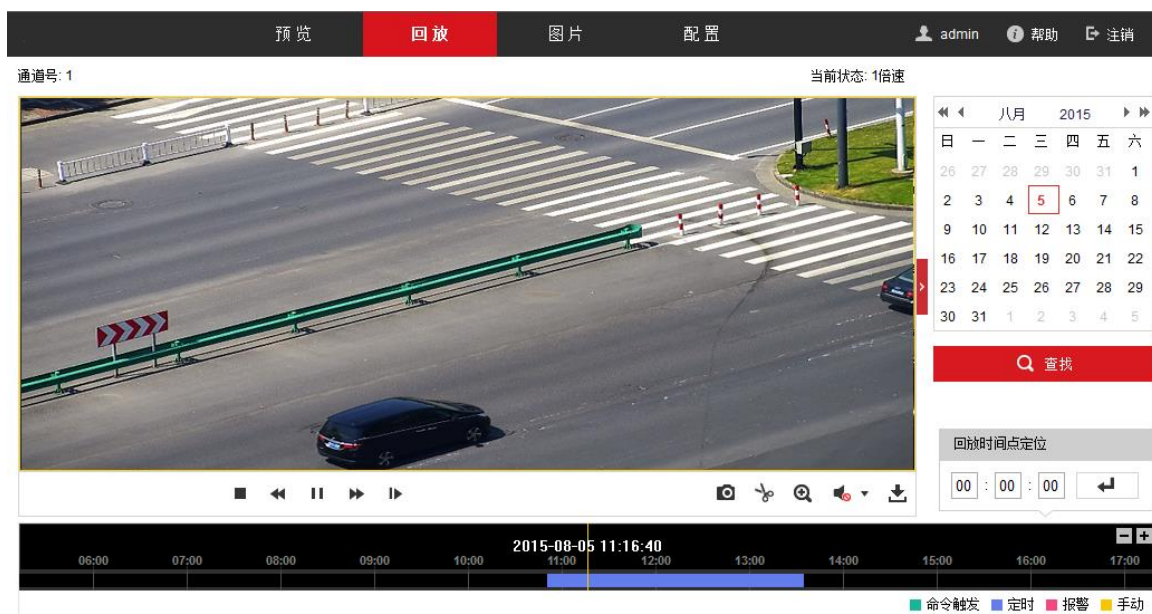 预览 回放 图片 配置 admin 帮助 注销
通道号: 1 当前状态: 1倍速
八月 2015
日 一 二 三 四 五 六
26 27 28 29 30 31 1
2 3 4 5 6 7 8
9 10 11 12 13 14 15
16 17 18 19 20 21 22
23 24 25 26 27 28 29
30 31 1 2 3 4 5
查找
回放时间点定位
00 : 00 : 00
2015-08-05 11:16:40
06:00 07:00 08:00 09:00 10:00 11:00 12:00 13:00 14:00 15:00 16:00 17:00
命令触发 定时 报警 手动